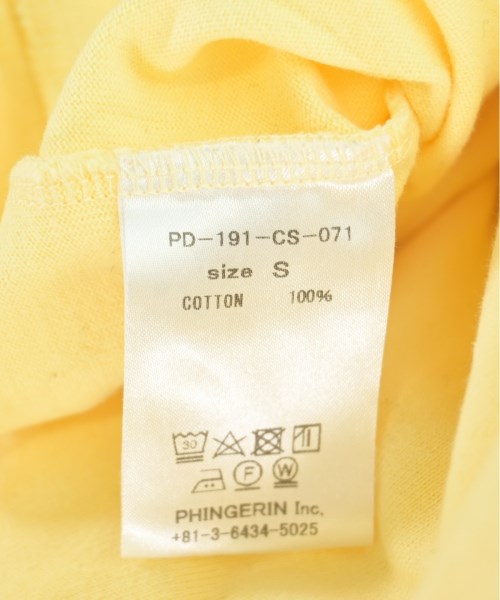 PD-191-CS-071
size S
COTTON 100%
30
F W
PHINGERIN Inc.
+81-3-6434-5025